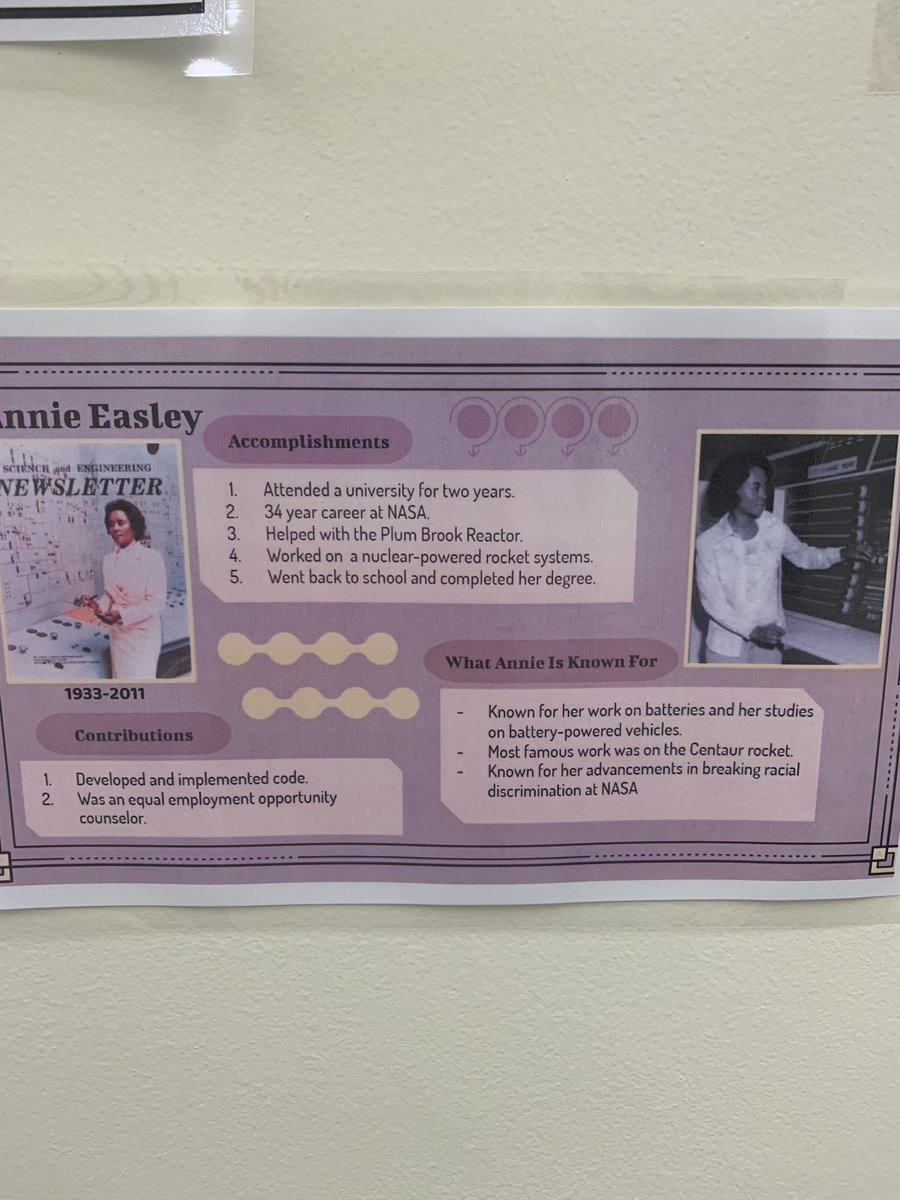 nnie Easley
SCIENCE and ENGINEERING
NEWSLETTER
1933-2011
Accomplishments
1. Attended a university for two years.
2. 34 year career at NASA.
3. Helped with the Plum Brook Reactor.
4. Worked on a nuclear-powered rocket systems.
5. Went back to school and completed her degree.
What Annie Is Known For
- Known for her work on batteries and her studies
on battery-powered vehicles.
- Most famous work was on the Centaur rocket.
- Known for her advancements in breaking racial
discrimination at NASA
Contributions
1. Developed and implemented code.
2. Was an equal employment opportunity
counselor.